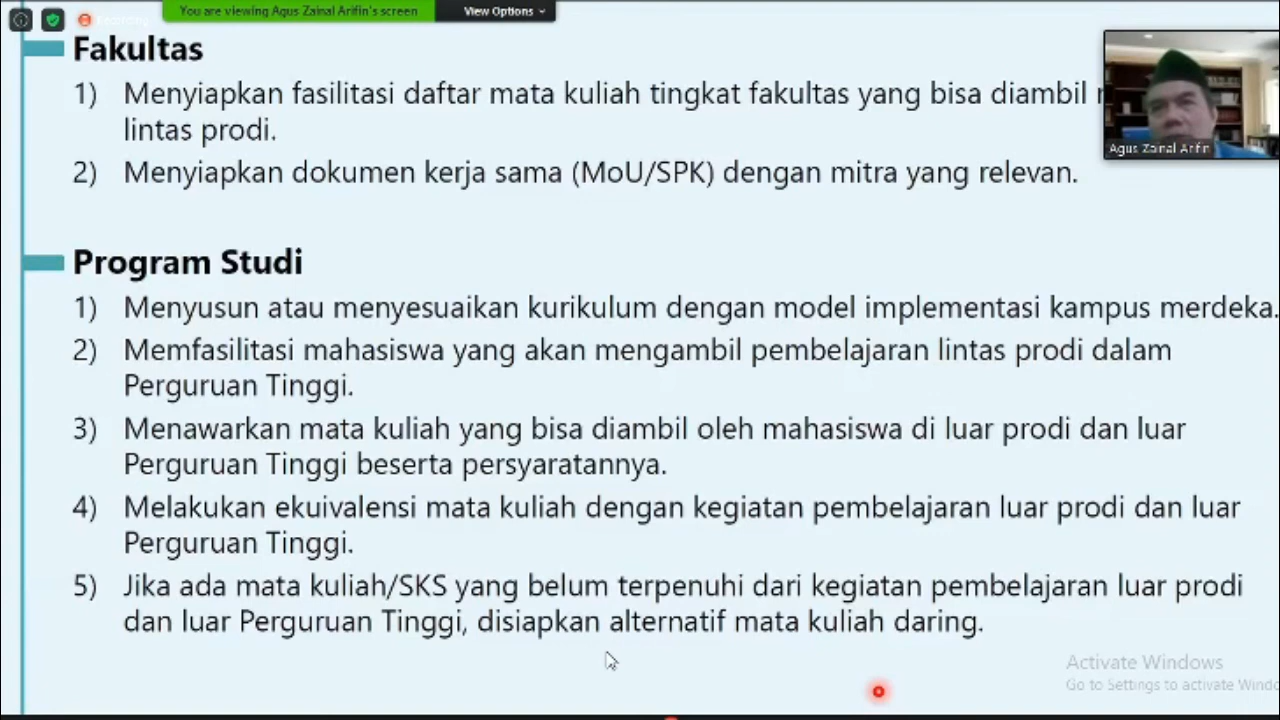 You are viewing Agus Zainal Arifin's screen
View Options
Recording
Fakultas
1) Menyiapkan fasilitasi daftar mata kuliah tingkat fakultas yang bisa diambil
lintas prodi.
2) Menyiapkan dokumen kerja sama (MoU/SPK) dengan mitra yang relevan.
Agus Zainal Arifin
Program Studi
1) Menyusun atau menyesuaikan kurikulum dengan model implementasi kampus merdeka.
2) Memfasilitasi mahasiswa yang akan mengambil pembelajaran lintas prodi dalam
Perguruan Tinggi.
3) Menawarkan mata kuliah yang bisa diambil oleh mahasiswa di luar prodi dan luar
Perguruan Tinggi beserta persyaratannya.
4) Melakukan ekuivalensi mata kuliah dengan kegiatan pembelajaran luar prodi dan luar
Perguruan Tinggi.
5) Jika ada mata kuliah/SKS yang belum terpenuhi dari kegiatan pembelajaran luar prodi
dan luar Perguruan Tinggi, disiapkan alternatif mata kuliah daring.
Activate Windows
Go to Settings to activate